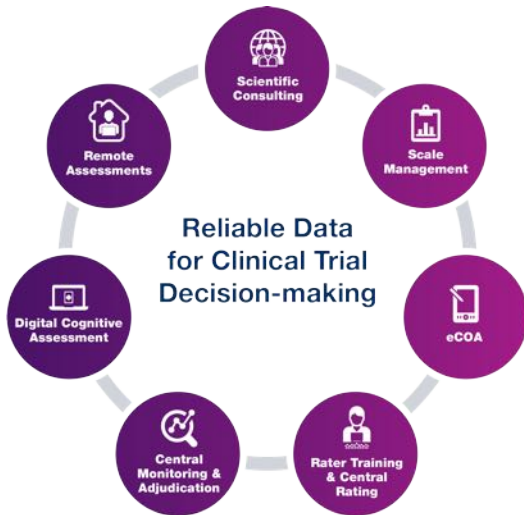 Scientific
Consulting
Scale
Management
eCOA
Rater Training
& Central
Rating
Central
Monitoring &
Adjudication
Digital Cognitive
Assessment
Remote
Assessments
Reliable Data
for Clinical Trial
Decision-making